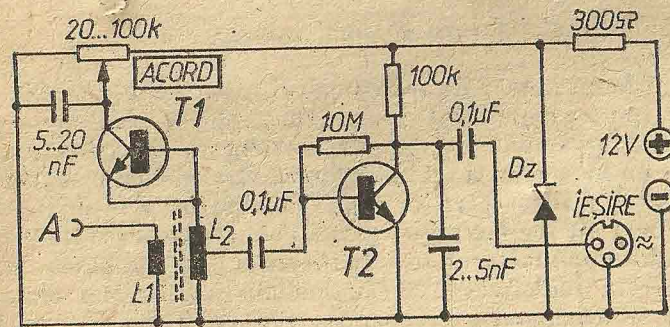 20...100k
300Ω
ACORD
100k
5..20
nF
T1
10M
0,1µF
12V
+
−
Dz
A
L2
0,1µF
IEȘIRE
≈
T2
2..5nF
L1